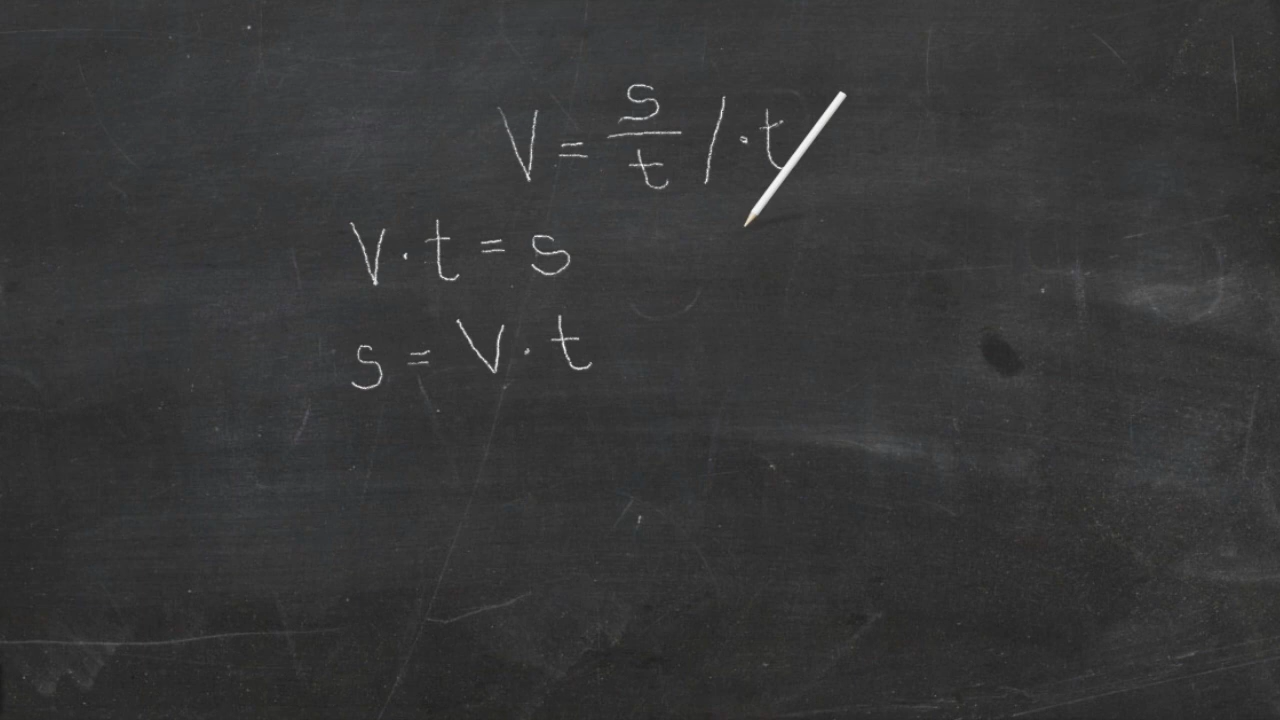 V = s/t / · t
V · t = s
s = V · t